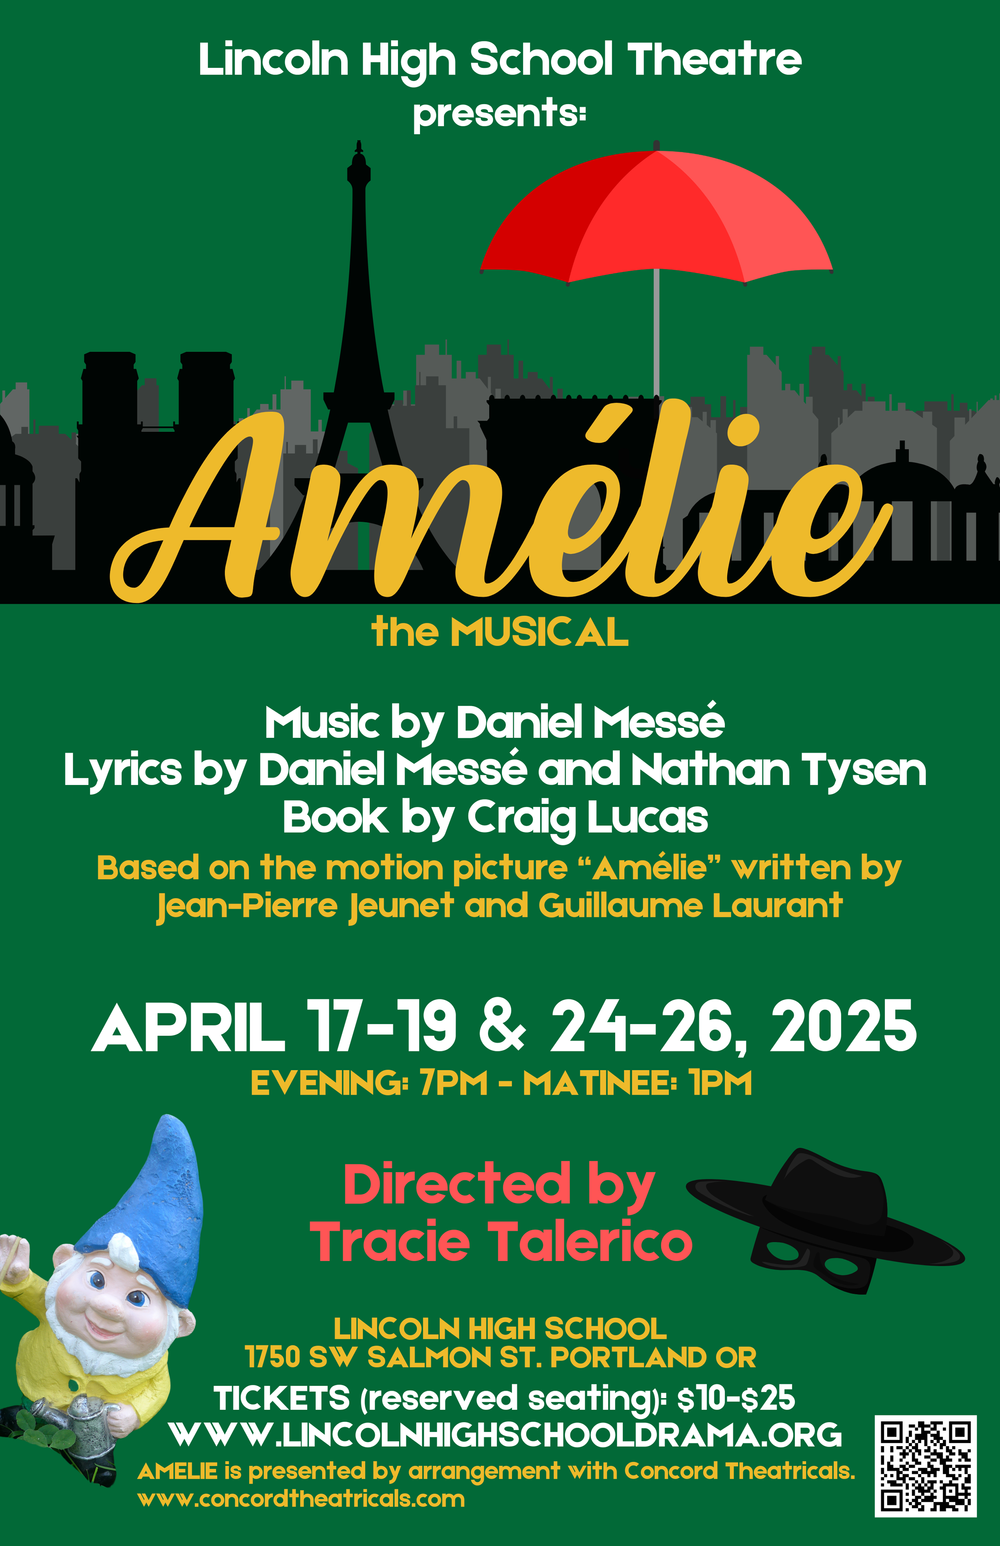 Lincoln High School Theatre
presents:
Amélie
the MUSICAL
Music by Daniel Messé
Lyrics by Daniel Messé and Nathan Tysen
Book by Craig Lucas
Based on the motion picture “Amélie” written by
Jean-Pierre Jeunet and Guillaume Laurant
APRIL 17-19 & 24-26, 2025
EVENING: 7PM - MATINEE: 1PM
Directed by
Tracie Talerico
LINCOLN HIGH SCHOOL
1750 SW SALMON ST. PORTLAND OR
TICKETS (reserved seating): $10-$25
WWW.LINCOLNHIGHSCHOOLDRAMA.ORG
AMELIE is presented by arrangement with Concord Theatricals.
www.concordtheatricals.com